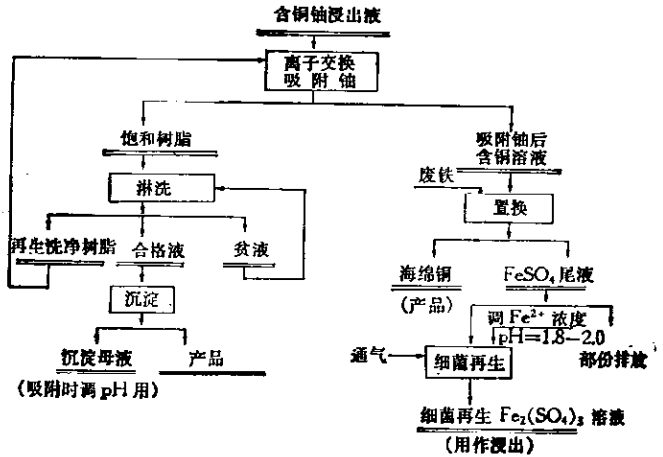 含铜铀浸出液
离子交换
吸附铀
饱和树脂
吸附铀后
含铜溶液
淋洗
废铁
置换
再生洗净树脂
合格液
贫液
海绵铜
(产品)
FeSO₄尾液
沉淀
调Fe²⁺浓度
pH=1.8-2.0
沉淀母液
(吸附时调pH用)
产品
通气
细菌再生
部份排放
细菌再生Fe₂(SO₄)₃溶液
(用作浸出)